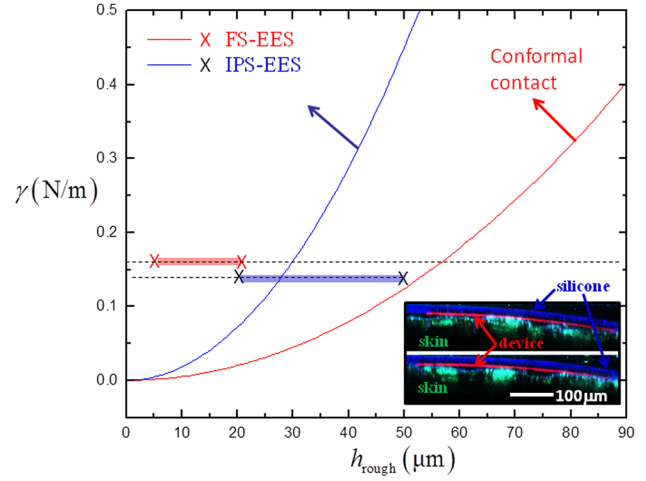 0.5
0.4
0.3
0.2
0.1
0.0
γ(N/m)
X FS-EES
X IPS-EES
Conformal
contact
X X
X X
silicone
skin
device
skin
100μm
0 10 20 30 40 50 60 70 80 90
h_rough (μm)